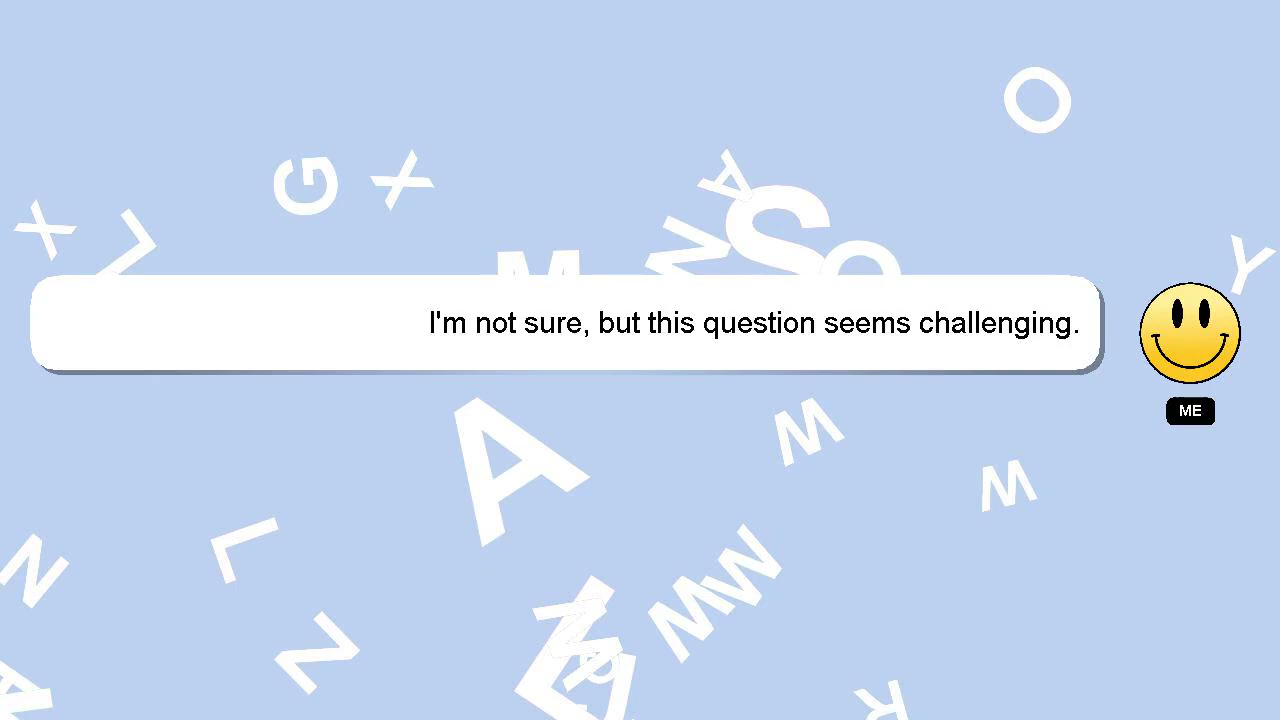 I'm not sure, but this question seems challenging.
ME
O
G
X
A
S
X
L
N
O
Y
M
A
W
W
L
N
W
M
Z
R